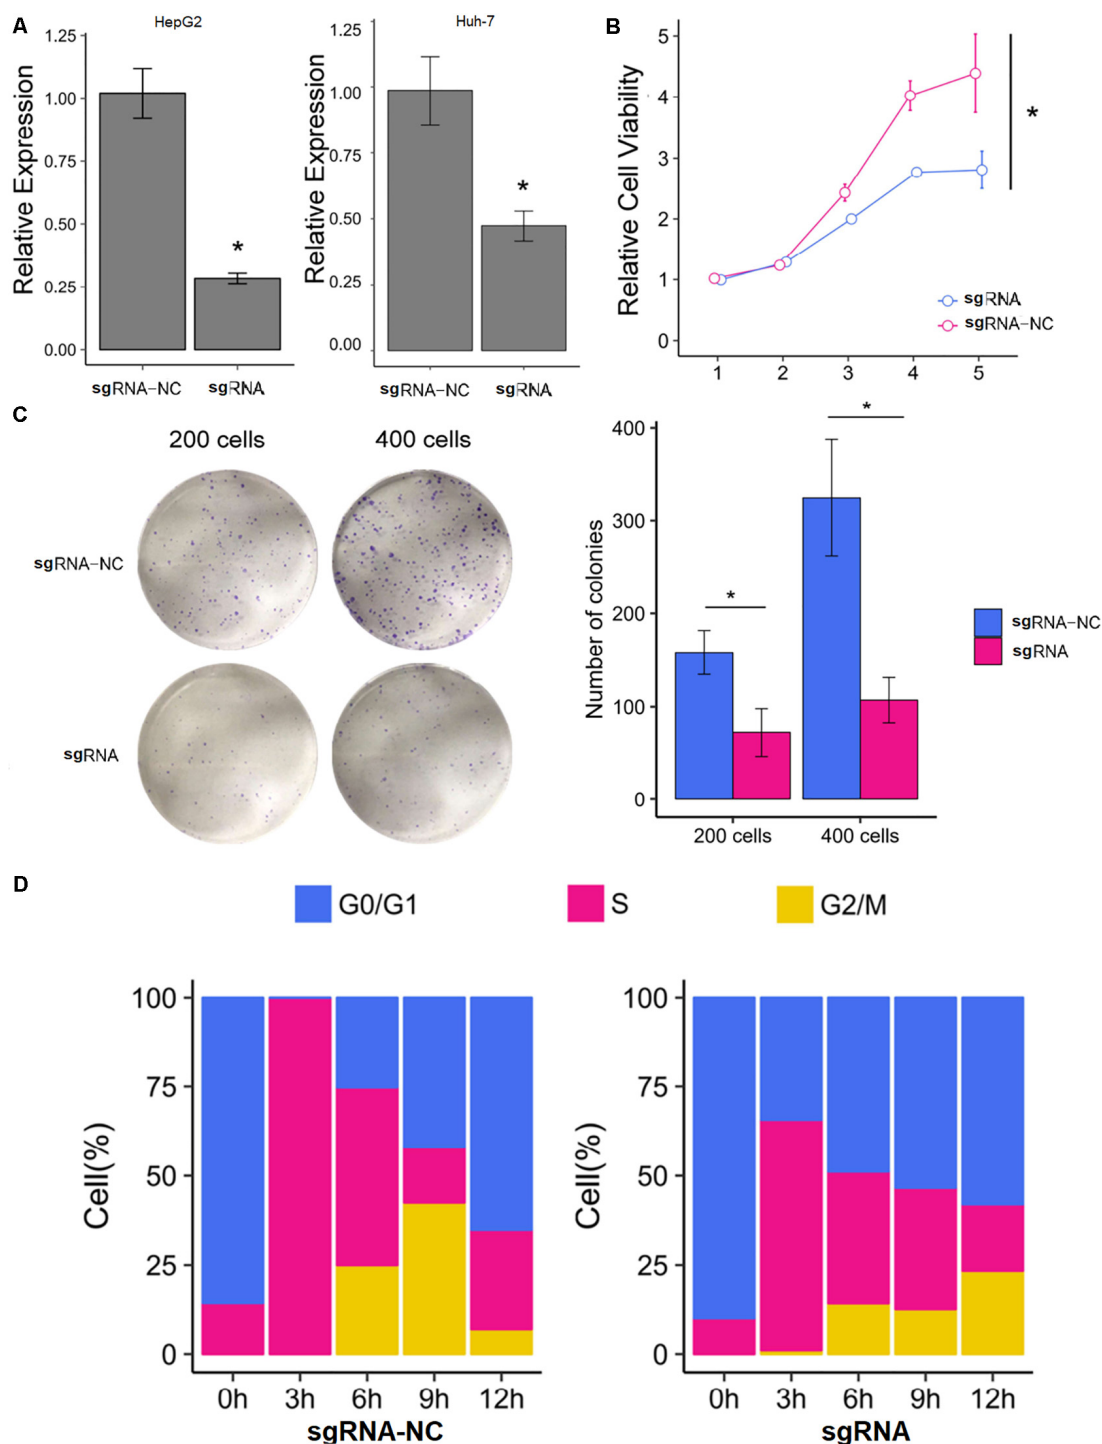 A
HepG2
Relative Expression
1.25
1.00
0.75
0.50
0.25
0.00
*
sgRNA–NC
sgRNA
Huh-7
Relative Expression
1.25
1.00
0.75
0.50
0.25
0.00
*
sgRNA–NC
sgRNA
B
Relative Cell Viability
5
4
3
2
1
0
*
sgRNA
sgRNA–NC
1 2 3 4 5
C
200 cells 400 cells
sgRNA–NC
sgRNA
Number of colonies
400
300
200
100
0
*
*
200 cells 400 cells
sgRNA–NC
sgRNA
D
G0/G1 S G2/M
Cell(%)
100
75
50
25
0
0h 3h 6h 9h 12h
sgRNA-NC
Cell(%)
100
75
50
25
0
0h 3h 6h 9h 12h
sgRNA